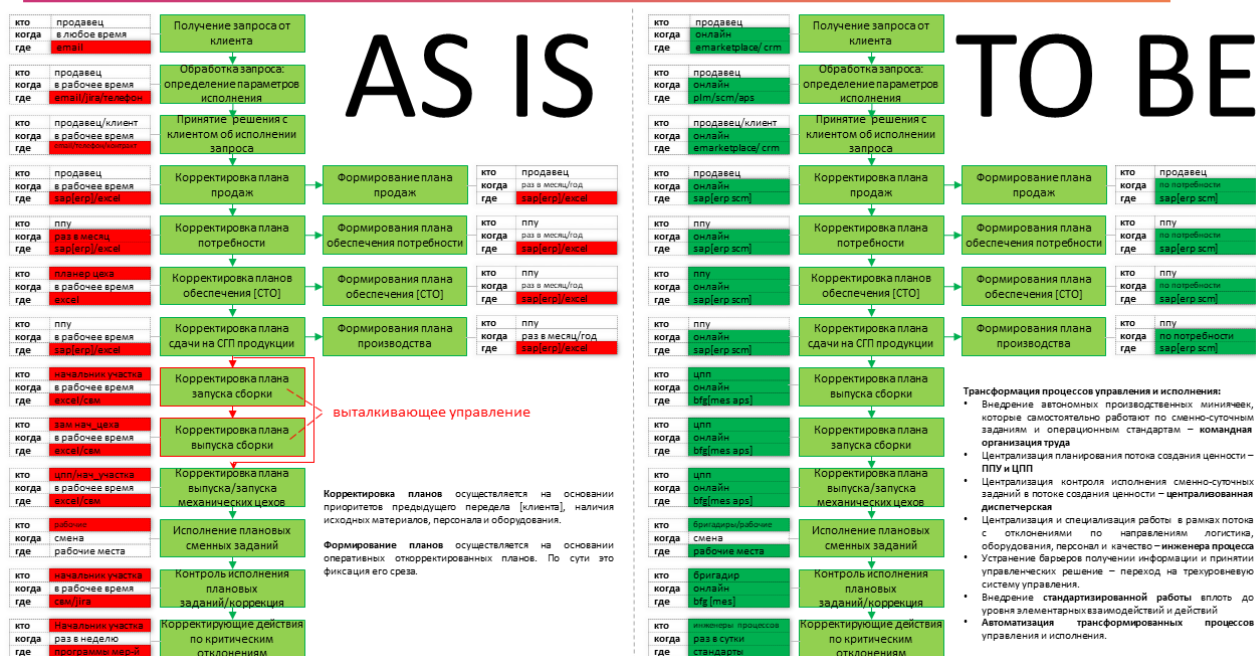 AS IS
кто продавец
когда в любое время
где email
Получение запроса от
клиента
кто продавец
когда в рабочее время
где email/jira/телефон
Обработка запроса:
определение параметров
исполнения
кто продавец/клиент
когда в рабочее время
где email/телефон/контракт
Принятие решения с
клиентом об исполнении
запроса
кто продавец
когда в рабочее время
где sap[erp]/excel
Корректировка плана
продаж
Формирование плана
продаж
кто продавец
когда раз в месяц/год
где sap[erp]/excel
кто ппу
когда раз в месяц
где sap[erp]/excel
Корректировка плана
потребности
Формирования плана
обеспечения потребности
кто ппу
когда раз в месяц/год
где sap[erp]/excel
кто планер цеха
когда в рабочее время
где excel
Корректировка планов
обеспечения [СТО]
Формирования плана
обеспечения [СТО]
кто ппу
когда раз в месяц/год
где sap[erp]/excel
кто ппу
когда в рабочее время
где sap[erp]/excel
Корректировка плана
сдачи на СГП продукции
Формирования плана
производства
кто ппу
когда раз в месяц/год
где sap[erp]/excel
кто начальник участка
когда в рабочее время
где excel/свм
Корректировка плана
запуска сборки
выталкивающее управление
кто зам нач_цеха
когда в рабочее время
где excel/свм
Корректировка плана
выпуска сборки
кто цпп/нач_участка
когда в рабочее время
где excel/свм
Корректировка плана
выпуска/запуска
механических цехов
Корректировка планов осуществляется на основании
приоритетов предыдущего передела [клиента], наличия
исходных материалов, персонала и оборудования.
Формирование планов осуществляется на основании
оперативных откорректированных планов. По сути это
фиксация его среза.
кто рабочие
когда смена
где рабочие места
Исполнение плановых
сменных заданий
кто начальник участка
когда в рабочее время
где свм/jira
Контроль исполнения
плановых
заданий/коррекция
кто Начальник участка
когда раз в неделю
где программы мер-й
Корректирующие действия
по критическим
отклонениям
TO BE
кто продавец
когда онлайн
где emarketplace/ crm
Получение запроса от
клиента
кто продавец
когда онлайн
где plm/scm/aps
Обработка запроса:
определение параметров
исполнения
кто продавец/клиент
когда онлайн
где emarketplace/ crm
Принятие решения с
клиентом об исполнении
запроса
кто продавец
когда онлайн
где sap[erp scm]
Корректировка плана
продаж
Формирование плана
продаж
кто продавец
когда по потребности
где sap[erp scm]
кто ппу
когда онлайн
где sap[erp scm]
Корректировка плана
потребности
Формирования плана
обеспечения потребности
кто ппу
когда по потребности
где sap[erp scm]
кто ппу
когда онлайн
где sap[erp scm]
Корректировка планов
обеспечения [СТО]
Формирования плана
обеспечения [СТО]
кто ппу
когда по потребности
где sap[erp scm]
кто ппу
когда онлайн
где sap[erp scm]
Корректировка плана
сдачи на СГП продукции
Формирования плана
производства
кто ппу
когда по потребности
где sap[erp scm]
кто цпп
когда онлайн
где bfg[mes aps]
Корректировка плана
выпуска сборки
кто цпп
когда онлайн
где bfg[mes aps]
Корректировка плана
запуска сборки
кто цпп
когда онлайн
где bfg[mes aps]
Корректировка плана
выпуска/запуска
механических цехов
кто бригадиры/рабочие
когда смена
где рабочие места
Исполнение плановых
сменных заданий
кто бригадир
когда онлайн
где bfg [mes]
Контроль исполнения
плановых
заданий/коррекция
кто инженеры процессов
когда раз в сутки
где стандарты
Корректирующие действия
по критическим
отклонениям
Трансформация процессов управления и исполнения:
• Внедрение автономных производственных миниячеек,
которые самостоятельно работают по сменно-суточным
заданиям и операционным стандартам – командная
организация труда
• Централизация планирования потока создания ценности –
ППУ и ЦПП
• Централизация контроля исполнения сменно-суточных
заданий в потоке создания ценности – централизованная
диспетчерская
• Централизация и специализация работы в рамках потока
с отклонениями по направлениям логистика,
оборудования, персонал и качество – инженера процесса
• Устранение барьеров получении информации и принятии
управленческих решение – переход на трехуровневую
систему управления.
• Внедрение стандартизированной работы вплоть до
уровня элементарных взаимодействий и действий
• Автоматизация трансформированных процессов
управления и исполнения.